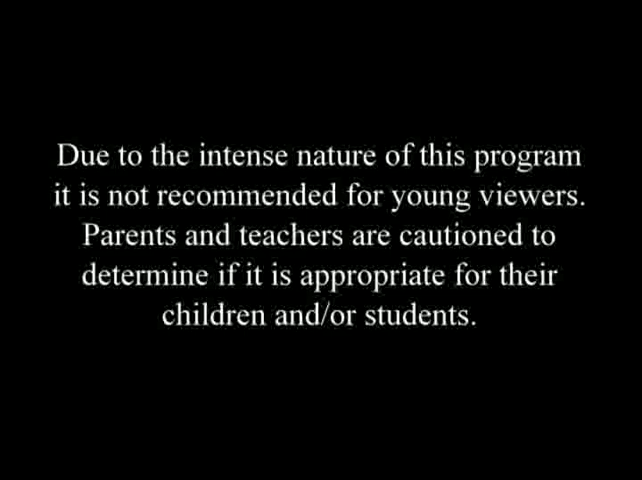 Due to the intense nature of this program
it is not recommended for young viewers.
Parents and teachers are cautioned to
determine if it is appropriate for their
children and/or students.